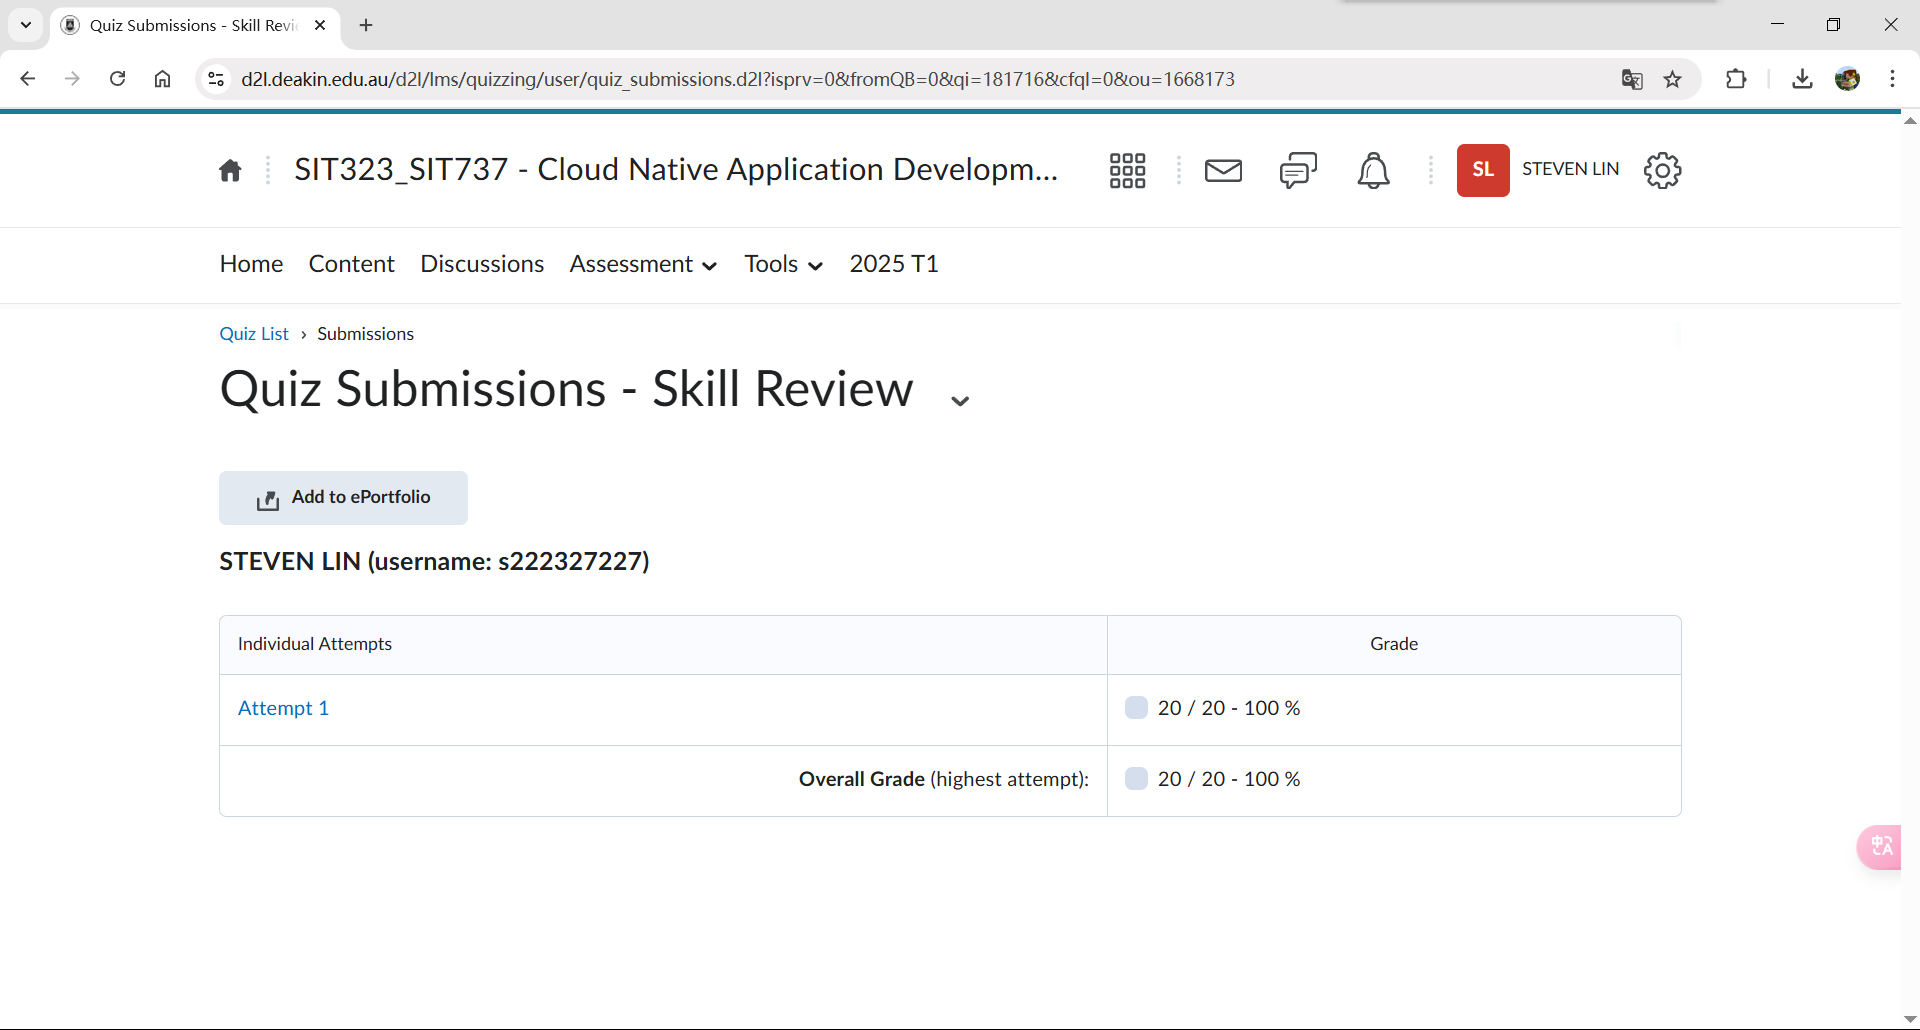 Quiz Submissions - Skill Revi
d2l.deakin.edu.au/d2l/lms/quizzing/user/quiz_submissions.d2l?isprv=0&fromQB=0&qi=181716&cfql=0&ou=1668173
SIT323_SIT737 - Cloud Native Application Developm...
SL
STEVEN LIN
Home Content Discussions Assessment Tools 2025 T1
Quiz List › Submissions
Quiz Submissions - Skill Review
Add to ePortfolio
STEVEN LIN (username: s222327227)
Individual Attempts Grade
Attempt 1 20 / 20 - 100 %
Overall Grade (highest attempt): 20 / 20 - 100 %
中A